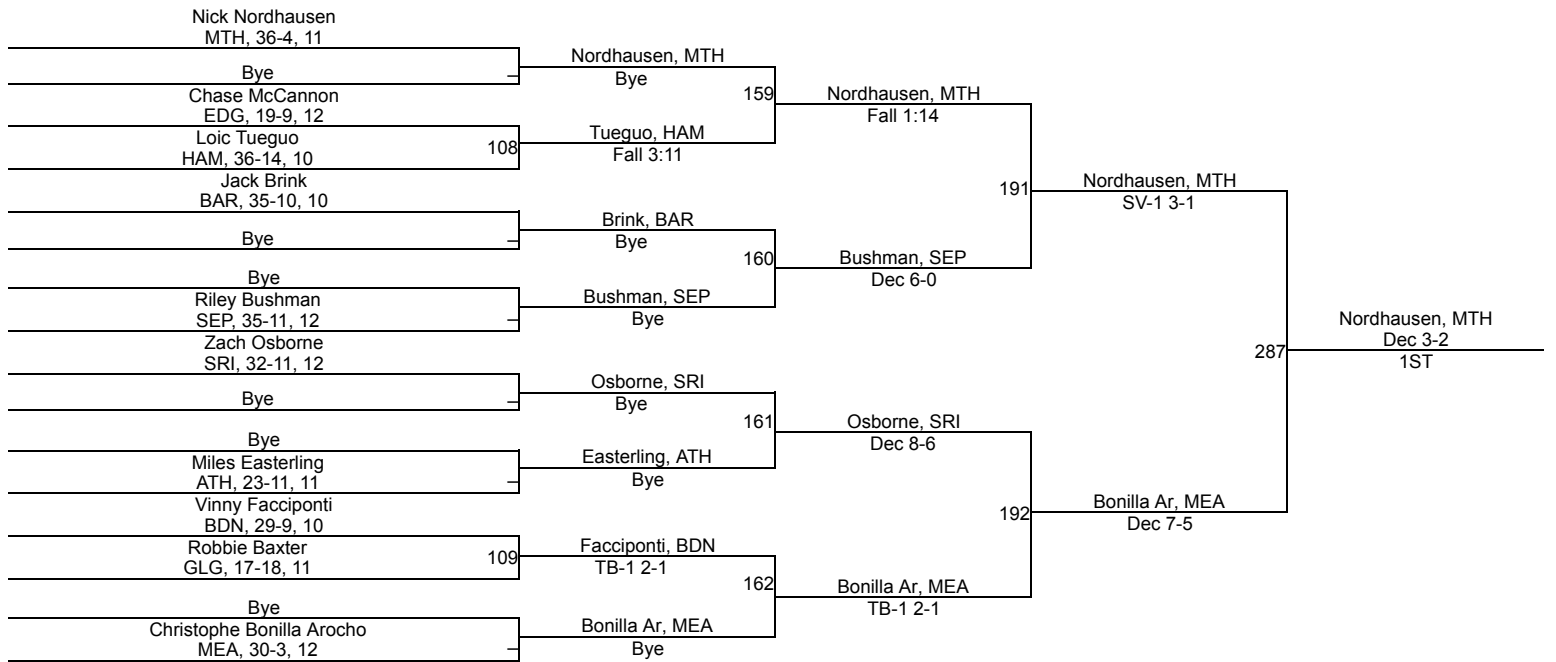 Nick Nordhausen
MTH, 36-4, 11
Bye
Chase McCannon
EDG, 19-9, 12
Loic Tueguo
HAM, 36-14, 10
Jack Brink
BAR, 35-10, 10
Bye
Bye
Riley Bushman
SEP, 35-11, 12
Zach Osborne
SRI, 32-11, 12
Bye
Bye
Miles Easterling
ATH, 23-11, 11
Vinny Facciponti
BDN, 29-9, 10
Robbie Baxter
GLG, 17-18, 11
Bye
Christophe Bonilla Arocho
MEA, 30-3, 12
–
108
–
–
–
–
109
–
Nordhausen, MTH
Bye
Tueguo, HAM
Fall 3:11
Brink, BAR
Bye
Bushman, SEP
Bye
Osborne, SRI
Bye
Easterling, ATH
Bye
Facciponti, BDN
TB-1 2-1
Bonilla Ar, MEA
Bye
159
160
161
162
Nordhausen, MTH
Fall 1:14
Bushman, SEP
Dec 6-0
Osborne, SRI
Dec 8-6
Bonilla Ar, MEA
TB-1 2-1
191
192
Nordhausen, MTH
SV-1 3-1
Bonilla Ar, MEA
Dec 7-5
287
Nordhausen, MTH
Dec 3-2
1ST